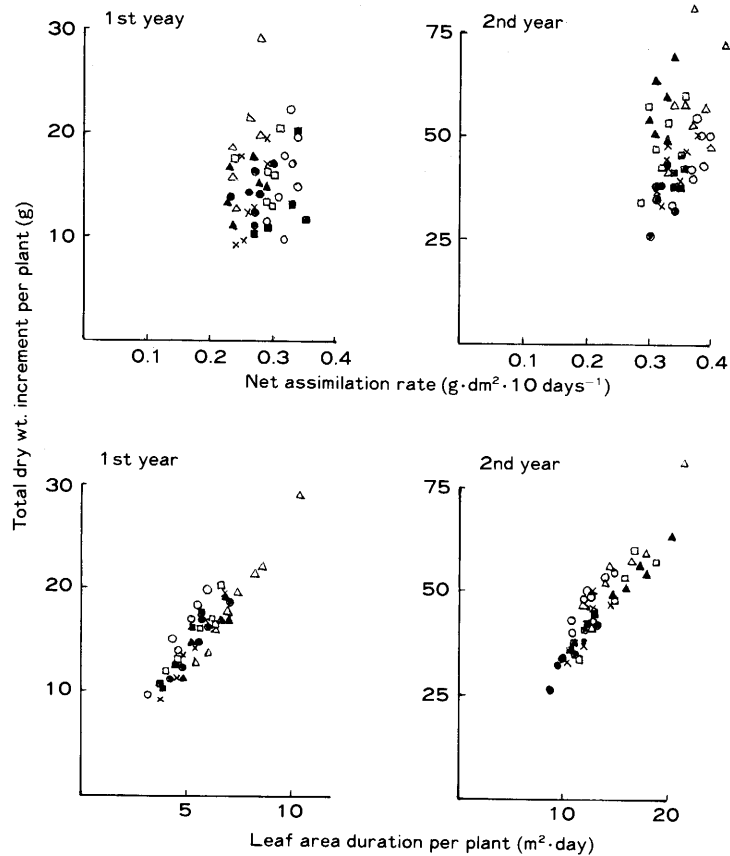 1st yeay
2nd year
30
20
10
75
50
25
0.1 0.2 0.3 0.4
0.1 0.2 0.3 0.4
Net assimilation rate (g·dm²·10 days⁻¹)
Total dry wt. increment per plant (g)
1st year
2nd year
30
20
10
75
50
25
5 10
10 20
Leaf area duration per plant (m²·day)